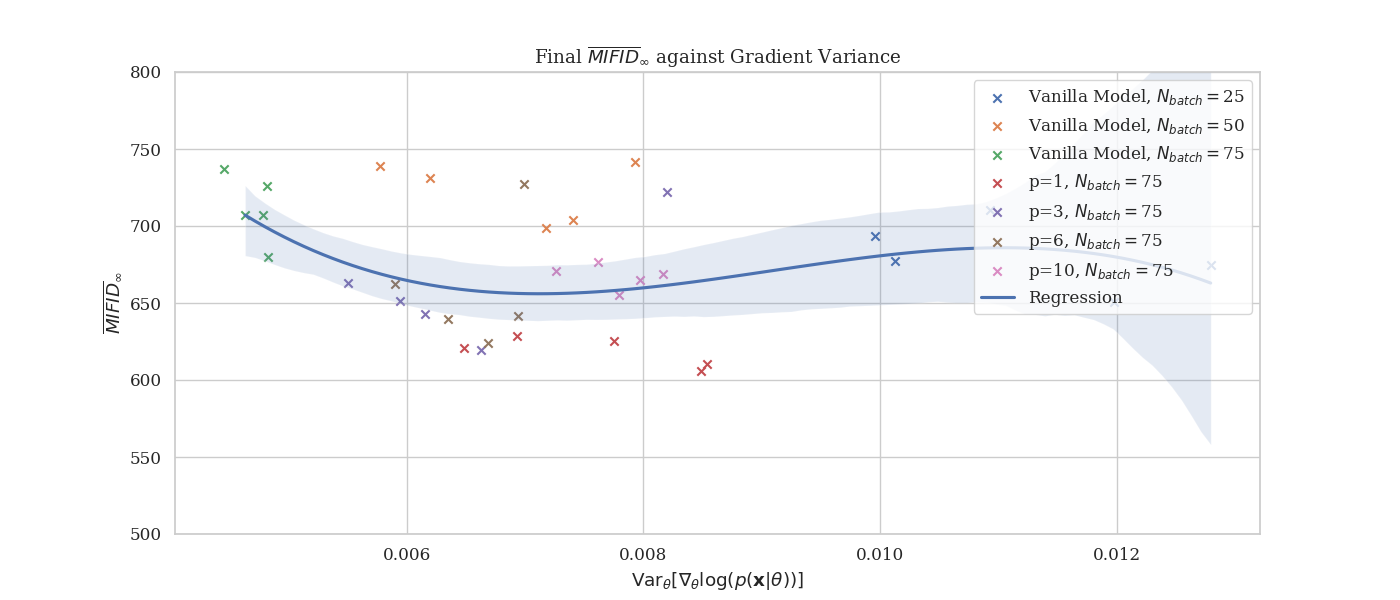 Final $\overline{MIFID}_\infty$ against Gradient Variance
800
750
700
650
600
550
500
$\overline{MIFID}_\infty$
Vanilla Model, $N_{batch} = 25$
Vanilla Model, $N_{batch} = 50$
Vanilla Model, $N_{batch} = 75$
p=1, $N_{batch} = 75$
p=3, $N_{batch} = 75$
p=6, $N_{batch} = 75$
p=10, $N_{batch} = 75$
Regression
0.006 0.008 0.010 0.012
$\mathrm{Var}_\theta[\nabla_\theta \log(p(\mathbf{x}|\theta))]$